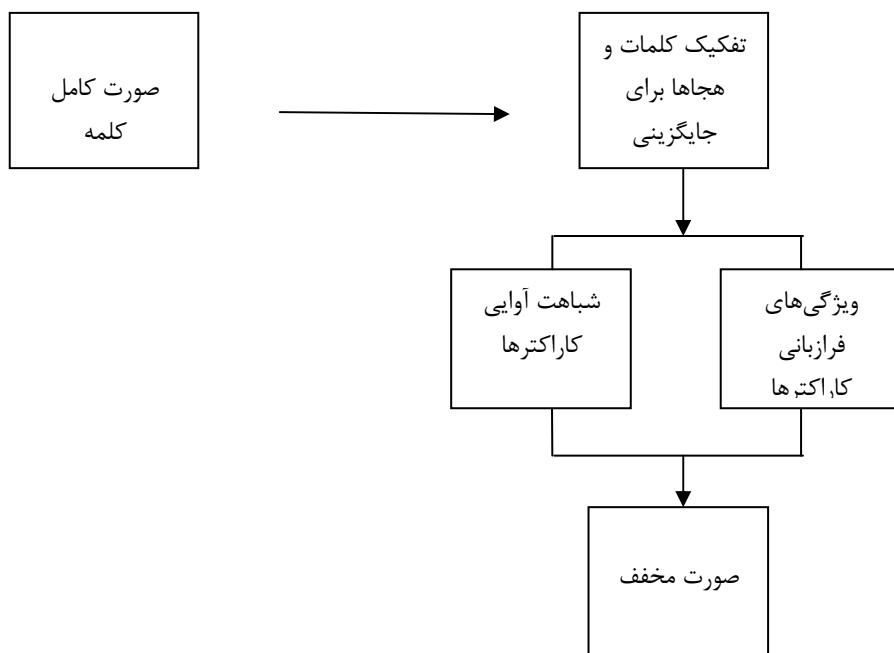 صورت کامل
کلمه
تفکیک کلمات و
هجاها برای
جایگزینی
شباهت آوایی
کاراکترها
ویژگی‌های
فرازبانی
کاراکترها
صورت مخفف